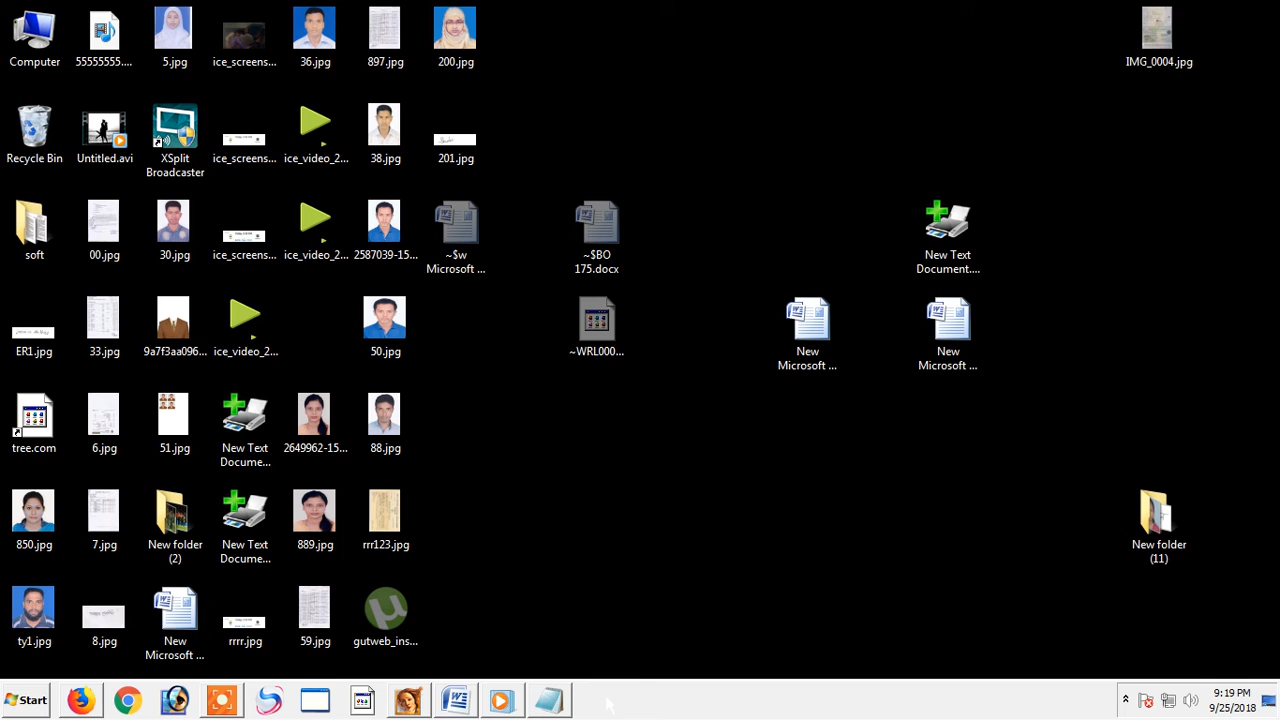 Computer
55555555....
5.jpg
ice_screens...
36.jpg
897.jpg
200.jpg
IMG_0004.jpg
Recycle Bin
Untitled.avi
XSplit
Broadcaster
ice_screens...
ice_video_2...
38.jpg
201.jpg
soft
00.jpg
30.jpg
ice_screens...
ice_video_2...
2587039-15...
~$w
Microsoft ...
~$BO
175.docx
New Text
Document....
ER1.jpg
33.jpg
9a7f3aa096...
ice_video_2...
50.jpg
~WRL000...
New
Microsoft ...
New
Microsoft ...
tree.com
6.jpg
51.jpg
New Text
Docume...
2649962-15...
88.jpg
850.jpg
7.jpg
New folder
(2)
New Text
Docume...
889.jpg
rrr123.jpg
New folder
(11)
ty1.jpg
8.jpg
New
Microsoft ...
rrrr.jpg
59.jpg
gutweb_ins...
Start
9:19 PM
9/25/2018